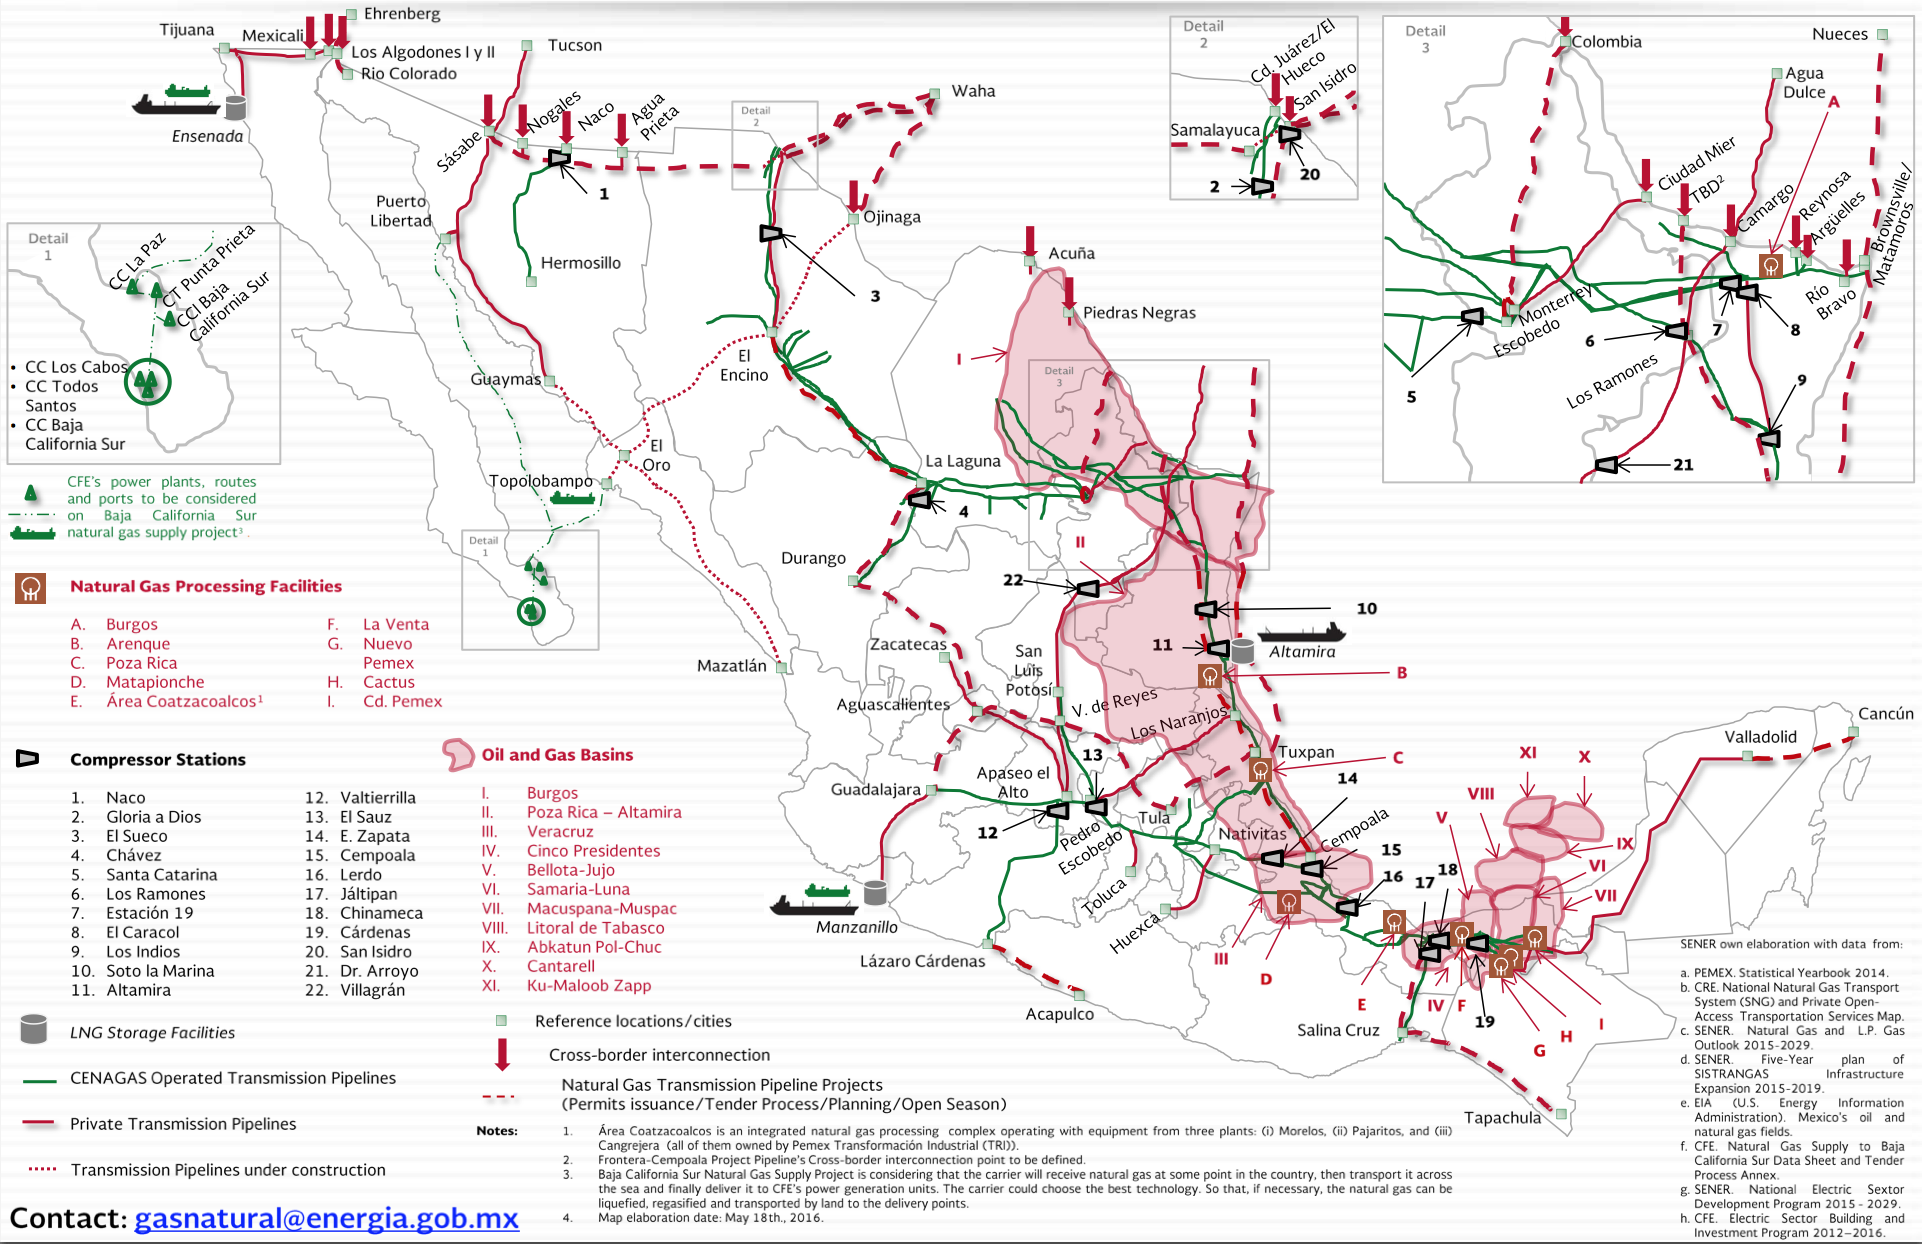 Ehrenberg
Tijuana
Mexicali
Los Algodones I y II
Rio Colorado
Tucson
Ensenada
Nogales
Naco
Agua
Prieta
Sásabe
1
Puerto
Libertad
Hermosillo
Guaymas
Waha
Detail
2
Ojinaga
3
El
Encino
El
Oro
Topolobampo
Acuña
Piedras Negras
I
Detail
3
La Laguna
4
Durango
II
22
10
11
Altamira
B
Mazatlán
Zacatecas
San
Luis
Potosí
Aguascalientes
V. de Reyes
Los Naranjos
13
Tuxpan
C
14
Apaseo el
Alto
Guadalajara
12
Pedro
Escobedo
Tula
Nativitas
Cempoala
15
16
17
18
Toluca
Huexca
Manzanillo
Lázaro Cárdenas
Acapulco
III
D
E
IV
F
19
G
H
I
Salina Cruz
Tapachula
V
VIII
XI
X
IX
VI
VII
Valladolid
Cancún
Detail
2
Cd. Juárez/El
Hueco
San Isidro
Samalayuca
2
20
Detail
3
Colombia
Nueces
Agua
Dulce
A
Ciudad Mier
TBD²
Camargo
Reynosa
Argüelles
Brownsville/
Matamoros
Río
Bravo
Monterrey
Escobedo
5
6
7
8
9
Los Ramones
21
Detail
1
CC La Paz
CT Punta Prieta
CCI Baja
California Sur
• CC Los Cabos
• CC Todos
Santos
• CC Baja
California Sur
Detail
1
CFE's power plants, routes
and ports to be considered
on Baja California Sur
natural gas supply project³ .
Natural Gas Processing Facilities
A. Burgos
B. Arenque
C. Poza Rica
D. Matapionche
E. Área Coatzacoalcos¹
F. La Venta
G. Nuevo
Pemex
H. Cactus
I. Cd. Pemex
Compressor Stations
1. Naco
2. Gloria a Dios
3. El Sueco
4. Chávez
5. Santa Catarina
6. Los Ramones
7. Estación 19
8. El Caracol
9. Los Indios
10. Soto la Marina
11. Altamira
12. Valtierrilla
13. El Sauz
14. E. Zapata
15. Cempoala
16. Lerdo
17. Jáltipan
18. Chinameca
19. Cárdenas
20. San Isidro
21. Dr. Arroyo
22. Villagrán
Oil and Gas Basins
I. Burgos
II. Poza Rica – Altamira
III. Veracruz
IV. Cinco Presidentes
V. Bellota-Jujo
VI. Samaria-Luna
VII. Macuspana-Muspac
VIII. Litoral de Tabasco
IX. Abkatun Pol-Chuc
X. Cantarell
XI. Ku-Maloob Zapp
LNG Storage Facilities
CENAGAS Operated Transmission Pipelines
Private Transmission Pipelines
Transmission Pipelines under construction
Reference locations/cities
Cross-border interconnection
Natural Gas Transmission Pipeline Projects
(Permits issuance/Tender Process/Planning/Open Season)
Contact: gasnatural@energia.gob.mx
Notes:
1. Área Coatzacoalcos is an integrated natural gas processing complex operating with equipment from three plants: (i) Morelos, (ii) Pajaritos, and (iii)
Cangrejera (all of them owned by Pemex Transformación Industrial (TRI)).
2. Frontera-Cempoala Project Pipeline's Cross-border interconnection point to be defined.
3. Baja California Sur Natural Gas Supply Project is considering that the carrier will receive natural gas at some point in the country, then transport it across
the sea and finally deliver it to CFE's power generation units. The carrier could choose the best technology. So that, if necessary, the natural gas can be
liquefied, regasified and transported by land to the delivery points.
4. Map elaboration date: May 18th., 2016.
SENER own elaboration with data from:
a. PEMEX. Statistical Yearbook 2014.
b. CRE. National Natural Gas Transport
System (SNG) and Private Open-
Access Transportation Services Map.
c. SENER. Natural Gas and L.P. Gas
Outlook 2015-2029.
d. SENER. Five-Year plan of
SISTRANGAS Infrastructure
Expansion 2015-2019.
e. EIA (U.S. Energy Information
Administration). Mexico's oil and
natural gas fields.
f. CFE. Natural Gas Supply to Baja
California Sur Data Sheet and Tender
Process Annex.
g. SENER. National Electric Sextor
Development Program 2015 - 2029.
h. CFE. Electric Sector Building and
Investment Program 2012–2016.